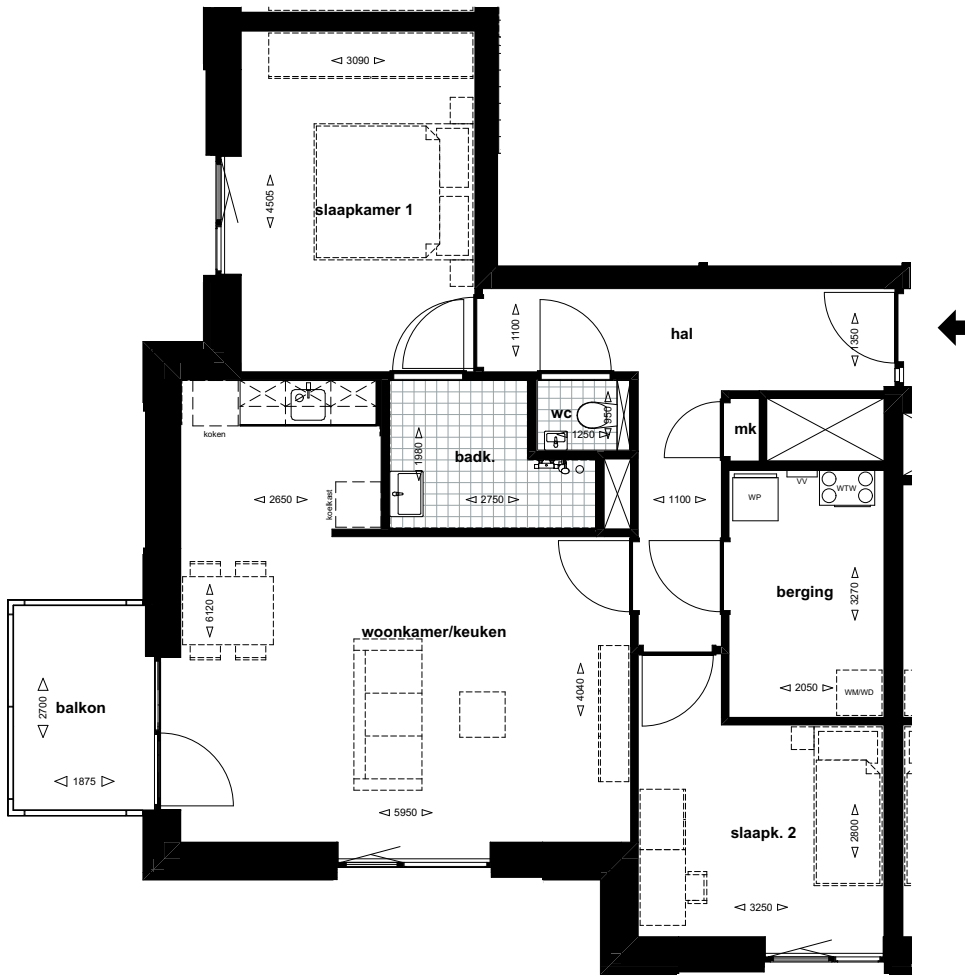 3090
4505
slaapkamer 1
1100
hal
1350
koken
wc
950
1250
mk
badk.
1980
2750
2650
koelkast
1100
WP
VV
WTW
berging
3270
6120
woonkamer/keuken
4040
2050
WM/WD
2700
balkon
1875
5950
slaapk. 2
2800
3250